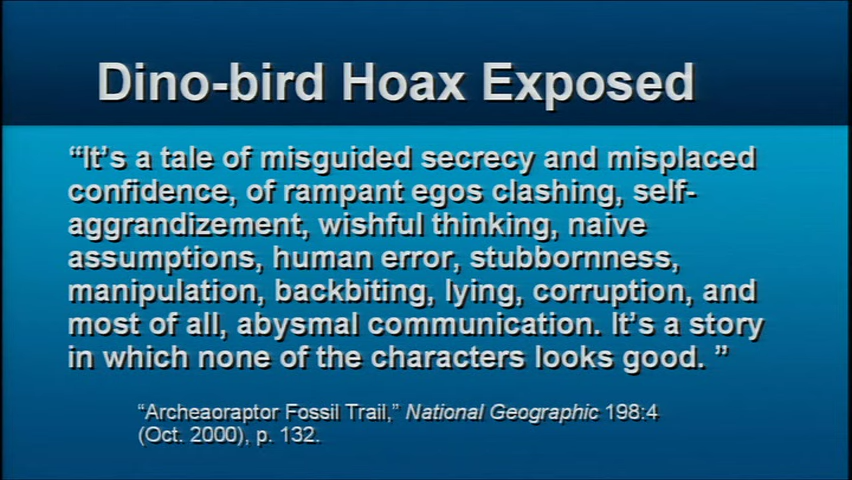 Dino-bird Hoax Exposed
“It’s a tale of misguided secrecy and misplaced
confidence, of rampant egos clashing, self-
aggrandizement, wishful thinking, naive
assumptions, human error, stubbornness,
manipulation, backbiting, lying, corruption, and
most of all, abysmal communication. It’s a story
in which none of the characters looks good. ”
“Archeaoraptor Fossil Trail,” National Geographic 198:4
(Oct. 2000), p. 132.